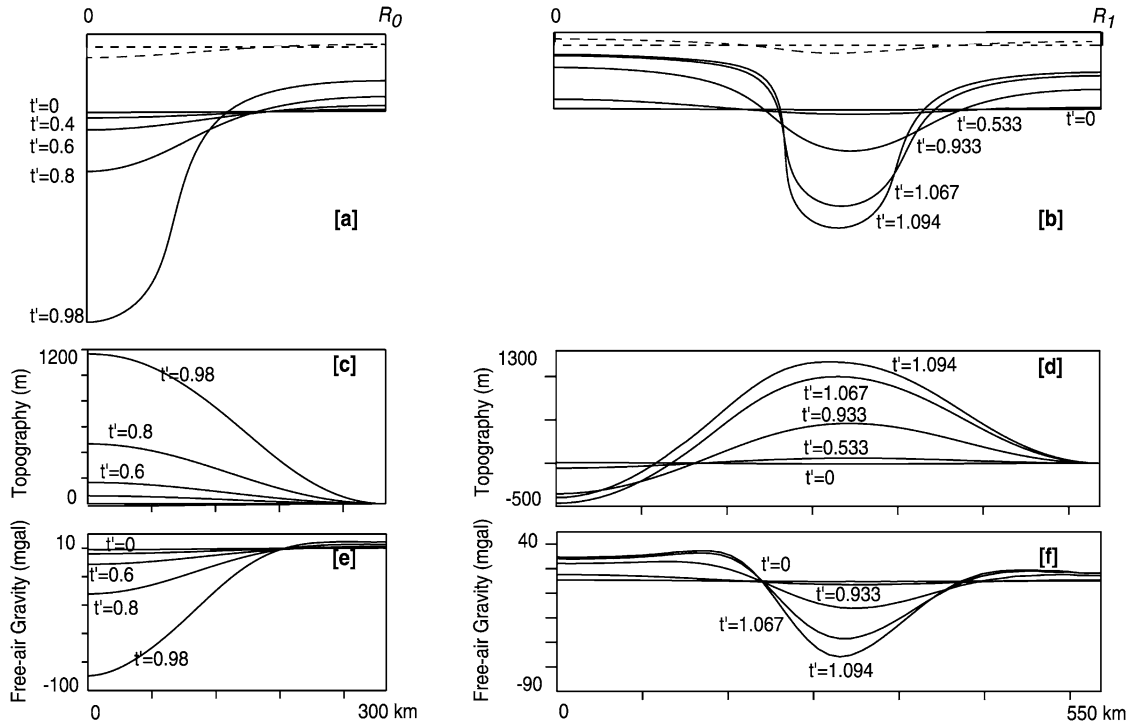 0 R0
t'=0
t'=0.4
t'=0.6
t'=0.8
t'=0.98
[a]
0 R1
t'=0
t'=0.533
t'=0.933
t'=1.067
t'=1.094
[b]
Topography (m)
1200
0
[c]
t'=0.98
t'=0.8
t'=0.6
Topography (m)
1300
-500
[d]
t'=1.094
t'=1.067
t'=0.933
t'=0.533
t'=0
Free-air Gravity (mgal)
10
-100
[e]
t'=0
t'=0.6
t'=0.8
t'=0.98
0 300 km
Free-air Gravity (mgal)
40
-90
[f]
t'=0
t'=0.933
t'=1.067
t'=1.094
0 550 km